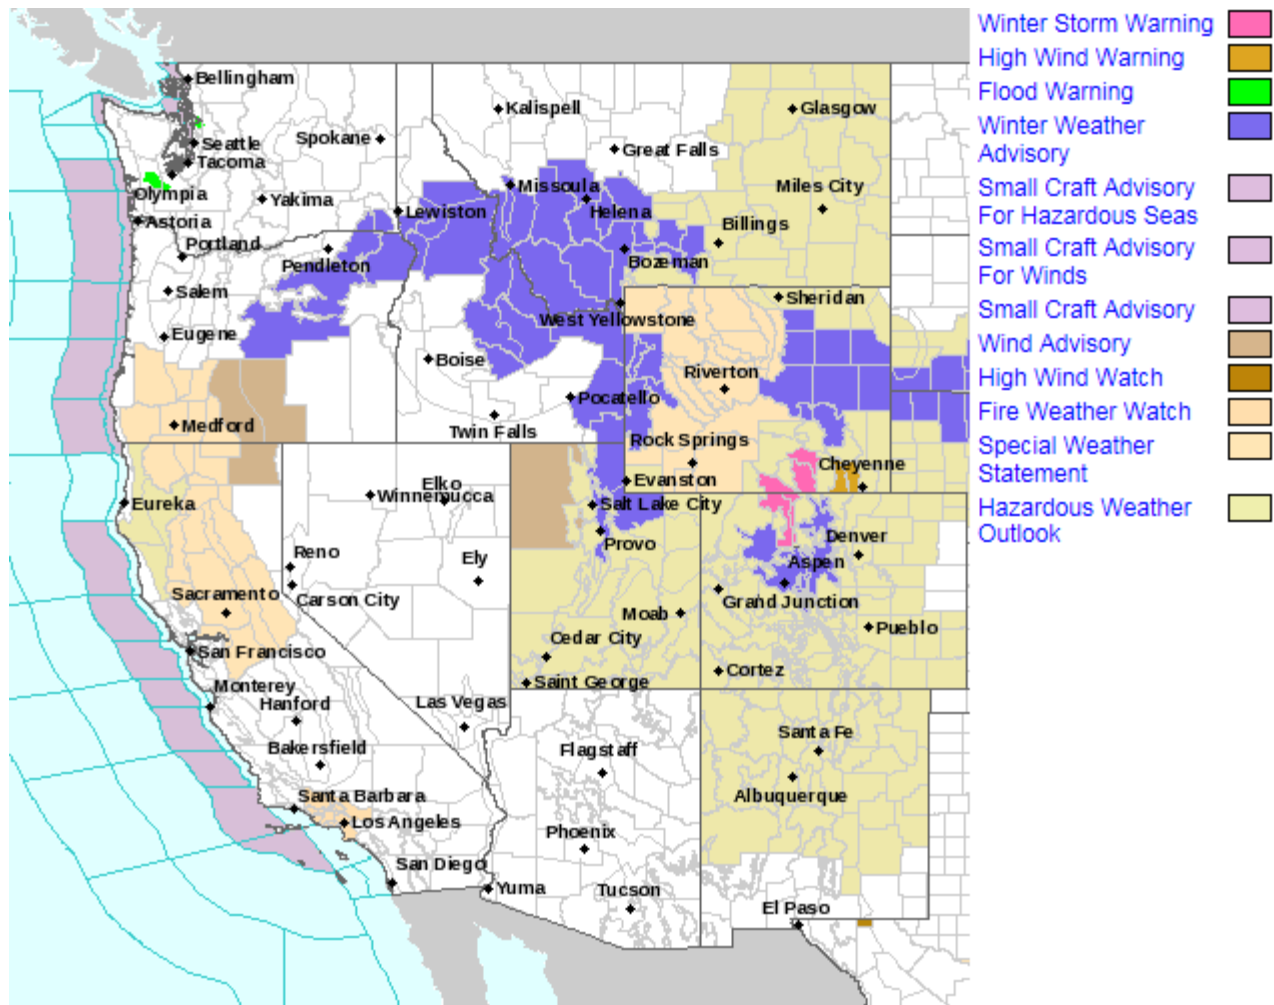 Winter Storm Warning
High Wind Warning
Flood Warning
Winter Weather
Advisory
Small Craft Advisory
For Hazardous Seas
Small Craft Advisory
For Winds
Small Craft Advisory
Wind Advisory
High Wind Watch
Fire Weather Watch
Special Weather
Statement
Hazardous Weather
Outlook
Bellingham
Kalispell
Glasgow
Seattle
Spokane
Great Falls
Tacoma
Olympia
Missoula
Miles City
Yakima
Lewiston
Helena
Astoria
Billings
Portland
Pendleton
Bozeman
Salem
Sheridan
Eugene
West Yellowstone
Boise
Riverton
Pocatello
Medford
Twin Falls
Rock Springs
Cheyenne
Evanston
Elko
Winnemucca
Eureka
Salt Lake City
Denver
Provo
Reno
Ely
Aspen
Sacramento
Carson City
Grand Junction
Moab
Pueblo
Cedar City
San Francisco
Cortez
Saint George
Monterey
Hanford
Las Vegas
Santa Fe
Bakersfield
Flagstaff
Santa Barbara
Albuquerque
Los Angeles
Phoenix
San Diego
Yuma
Tucson
El Paso